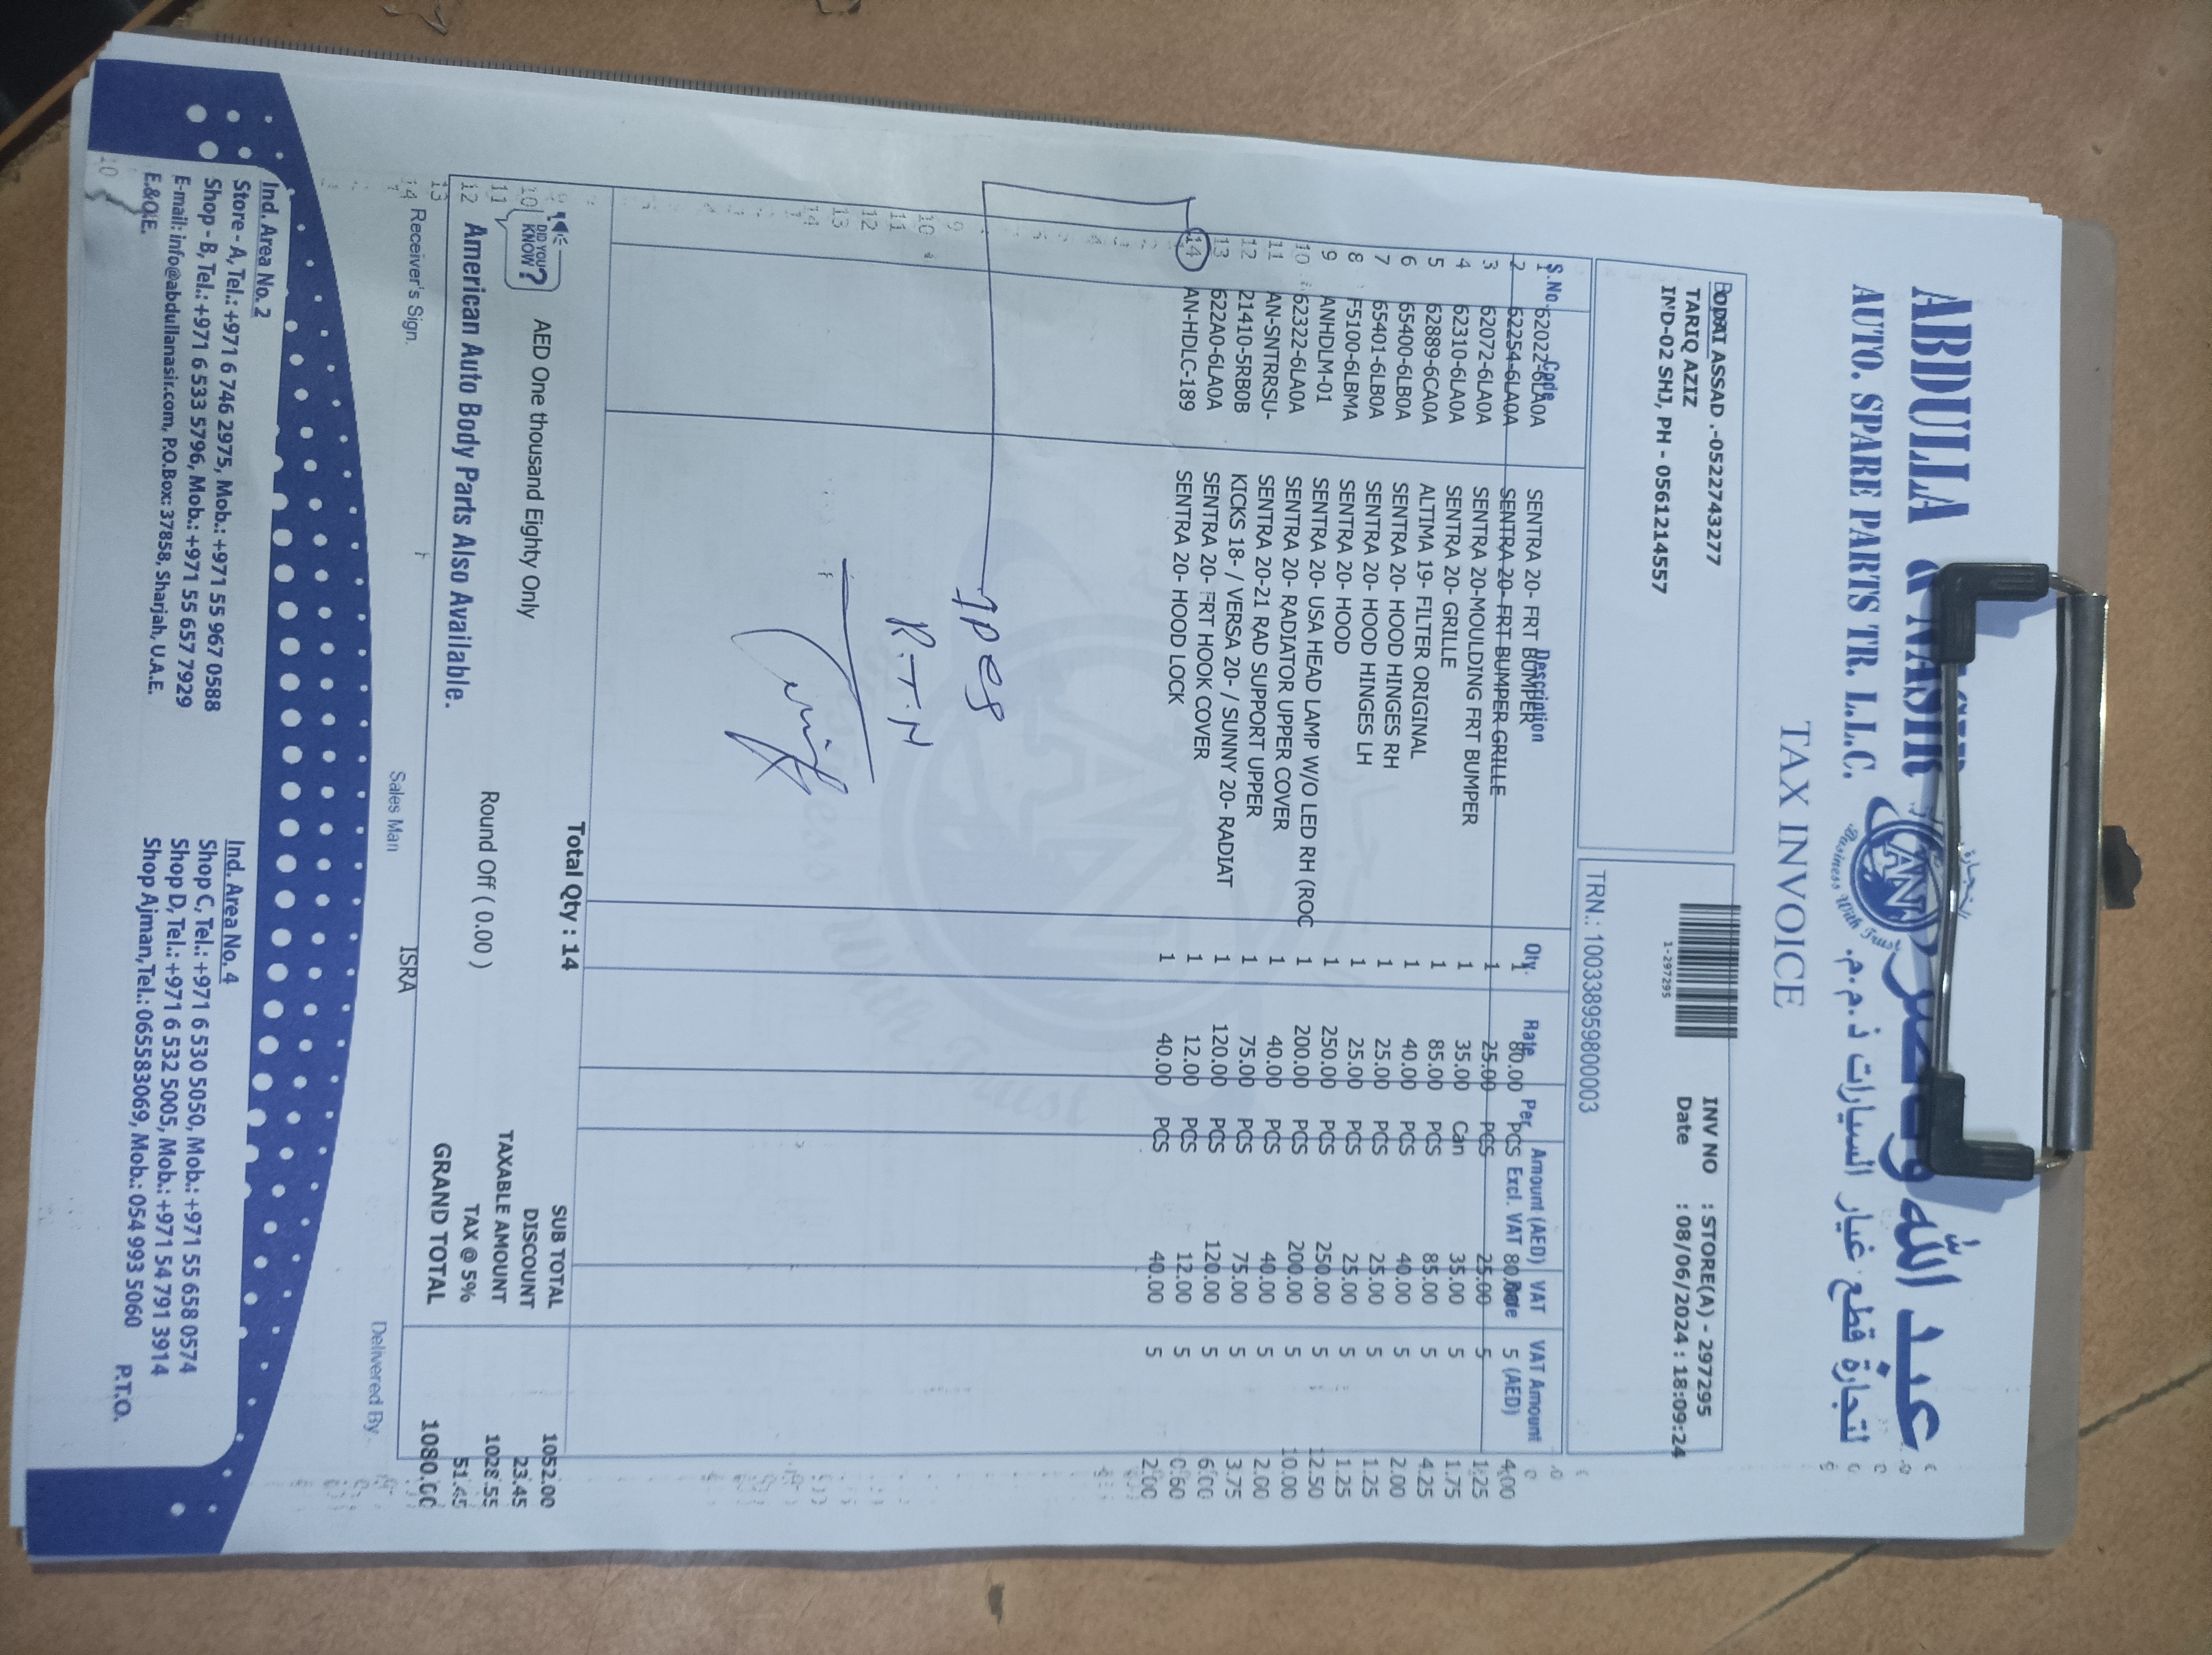 ABDULLA & NASIR
AUTO. SPARE PARTS TR. L.L.C.
لتجارة قطع غيار السيارات ذ.م.م.
AN
Business With Trust
TAX INVOICE
ASSAD .-0522743277
TARIQ AZIZ
IND-02 SHJ, PH - 0561214557
1-297295
INV NO : STORE(A) - 297295
Date : 08/06/2024 : 18:09:24
TRN.: 100338959800003
S.No. Code Description Qty. Rate Per Amount (AED) Excl. VAT VAT Rate VAT Amount (AED)
1 62022-6LA0A SENTRA 20- FRT BUMPER 1 80.00 PCS 80.00 5 4.00
2 62254-6LA0A SENTRA 20- FRT BUMPER GRILLE 1 25.00 PCS 25.00 5 1.25
3 62072-6LA0A SENTRA 20-MOULDING FRT BUMPER 1 35.00 Can 35.00 5 1.75
4 62310-6LA0A SENTRA 20- GRILLE 1 85.00 PCS 85.00 5 4.25
5 62889-6CA0A ALTIMA 19- FILTER ORIGINAL 1 40.00 PCS 40.00 5 2.00
6 65400-6LB0A SENTRA 20- HOOD HINGES RH 1 25.00 PCS 25.00 5 1.25
7 65401-6LB0A SENTRA 20- HOOD HINGES LH 1 25.00 PCS 25.00 5 1.25
8 F5100-6LBMA SENTRA 20- HOOD 1 250.00 PCS 250.00 5 12.50
9 ANHDLM-01 SENTRA 20- USA HEAD LAMP W/O LED RH (ROC 1 200.00 PCS 200.00 5 10.00
10 62322-6LA0A SENTRA 20- RADIATOR UPPER COVER 1 40.00 PCS 40.00 5 2.00
11 AN-SNTRRSU- SENTRA 20-21 RAD SUPPORT UPPER 1 75.00 PCS 75.00 5 3.75
12 21410-5RB0B KICKS 18- / VERSA 20- / SUNNY 20- RADIAT 1 120.00 PCS 120.00 5 6.00
13 622A0-6LA0A SENTRA 20- FRT HOOK COVER 1 12.00 PCS 12.00 5 0.60
14 AN-HDLC-189 SENTRA 20- HOOD LOCK 1 40.00 PCS 40.00 5 2.00
1pcs
R.T.N
Total Qty : 14
DID YOU KNOW?
AED One thousand Eighty Only
SUB TOTAL 1052.00
DISCOUNT 23.45
Round Off ( 0.00 )
TAXABLE AMOUNT 1028.55
TAX @ 5% 51.45
American Auto Body Parts Also Available.
GRAND TOTAL 1080.00
Receiver's Sign.
Sales Man
ISRA
Delivered By
Ind. Area No. 2
Store - A, Tel.: +971 6 746 2975, Mob.: +971 55 967 0588
Shop - B, Tel.: +971 6 533 5796, Mob.: +971 55 657 7929
E-mail: info@abdullanasir.com, P.O.Box: 37858, Sharjah, U.A.E.
E.&O.E.
Ind. Area No. 4
Shop C, Tel.: +971 6 530 5050, Mob.: +971 55 658 0574
Shop D, Tel.: +971 6 532 5005, Mob.: +971 54 791 3914
Shop Ajman, Tel.: 065583069, Mob.: 054 993 5060
P.T.O.